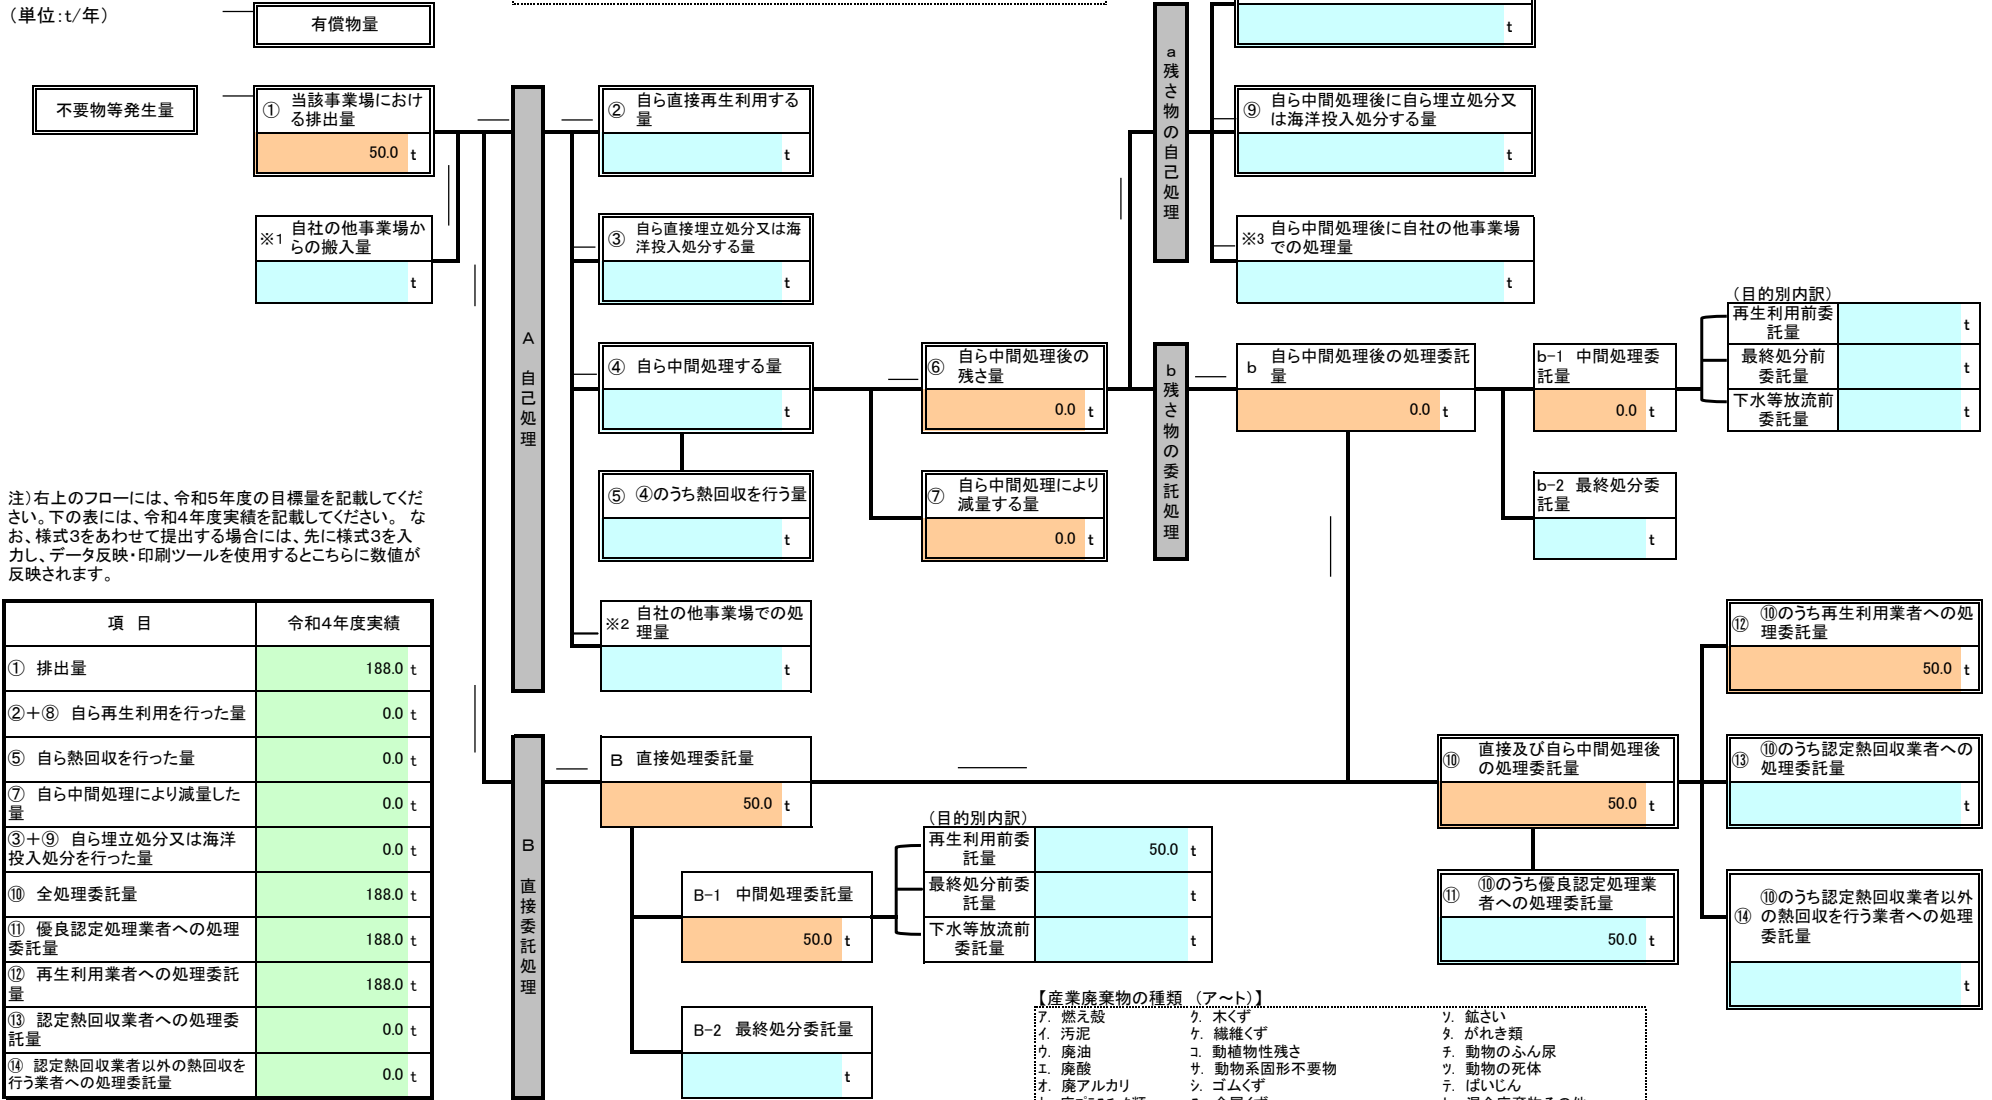 (単位:t/年)
有償物量
t
不要物等発生量
① 当該事業場におけ
る排出量
50.0 t
※1 自社の他事業場か
らの搬入量
t
A 自己処理
② 自ら直接再生利用する
量
t
③ 自ら直接埋立処分又は海
洋投入処分する量
t
④ 自ら中間処理する量
t
⑤ ④のうち熱回収を行う量
t
※2 自社の他事業場での処
理量
t
⑥ 自ら中間処理後の
残さ量
0.0 t
⑦ 自ら中間処理により
減量する量
0.0 t
a 残さ物の自己処理
⑨ 自ら中間処理後に自ら埋立処分又
は海洋投入処分する量
t
※3 自ら中間処理後に自社の他事業場
での処理量
t
b 残さ物の委託処理
b 自ら中間処理後の処理委託
量
0.0 t
b-1 中間処理委
託量
0.0 t
b-2 最終処分委
託量
t
(目的別内訳)
再生利用前委
託量
t
最終処分前
委託量
t
下水等放流前
委託量
t
注)右上のフローには、令和5年度の目標量を記載してくだ
さい。下の表には、令和4年度実績を記載してください。 な
お、様式3をあわせて提出する場合には、先に様式3を入
力し、データ反映・印刷ツールを使用するとこちらに数値が
反映されます。
項 目 令和4年度実績
① 排出量 188.0 t
②+⑧ 自ら再生利用を行った量 0.0 t
⑤ 自ら熱回収を行った量 0.0 t
⑦ 自ら中間処理により減量した
量 0.0 t
③+⑨ 自ら埋立処分又は海洋
投入処分を行った量 0.0 t
⑩ 全処理委託量 188.0 t
⑪ 優良認定処理業者への処理
委託量 188.0 t
⑫ 再生利用業者への処理委託
量 188.0 t
⑬ 認定熱回収業者への処理委
託量 0.0 t
⑭ 認定熱回収業者以外の熱回収を
行う業者への処理委託量 0.0 t
B 直接委託処理
B 直接処理委託量
50.0 t
B-1 中間処理委託量
50.0 t
B-2 最終処分委託量
t
(目的別内訳)
再生利用前委
託量
50.0 t
最終処分前委
託量
t
下水等放流前
委託量
t
⑩ 直接及び自ら中間処理後
の処理委託量
50.0 t
⑪ ⑩のうち優良認定処理業
者への処理委託量
50.0 t
⑫ ⑩のうち再生利用業者への処
理委託量
50.0 t
⑬ ⑩のうち認定熱回収業者への
処理委託量
t
⑭ ⑩のうち認定熱回収業者以外
の熱回収を行う業者への処理
委託量
t
【産業廃棄物の種類 (ア~ト)】
ア. 燃え殻 ク. 木くず ソ. 鉱さい
イ. 汚泥 ケ. 繊維くず タ. がれき類
ウ. 廃油 コ. 動植物性残さ チ. 動物のふん尿
エ. 廃酸 サ. 動物系固形不要物 ツ. 動物の死体
オ. 廃アルカリ シ. ゴムくず テ. ばいじん